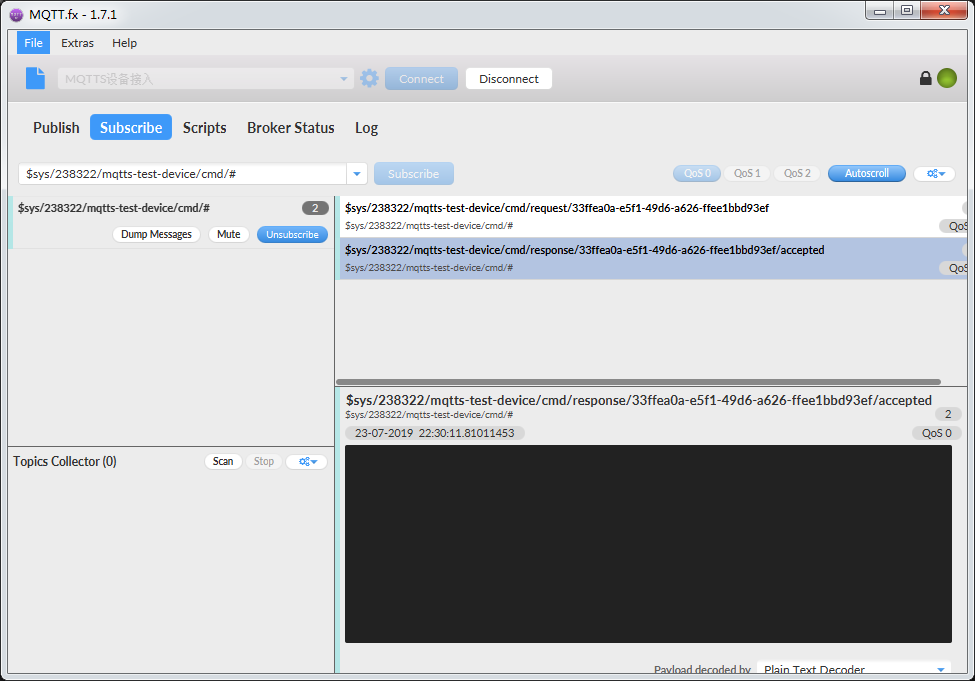 MQTT.fx - 1.7.1
File Extras Help
MQTTS设备接入 Connect Disconnect
Publish Subscribe Scripts Broker Status Log
$sys/238322/mqtts-test-device/cmd/# Subscribe QoS 0 QoS 1 QoS 2 Autoscroll
$sys/238322/mqtts-test-device/cmd/# 2
Dump Messages Mute Unsubscribe
$sys/238322/mqtts-test-device/cmd/request/33ffea0a-e5f1-49d6-a626-ffee1bbd93ef
$sys/238322/mqtts-test-device/cmd/# QoS
$sys/238322/mqtts-test-device/cmd/response/33ffea0a-e5f1-49d6-a626-ffee1bbd93ef/accepted
$sys/238322/mqtts-test-device/cmd/# QoS
$sys/238322/mqtts-test-device/cmd/response/33ffea0a-e5f1-49d6-a626-ffee1bbd93ef/accepted
$sys/238322/mqtts-test-device/cmd/# 2
23-07-2019 22:30:11.81011453 QoS 0
Topics Collector (0) Scan Stop
Payload decoded by Plain Text Decoder